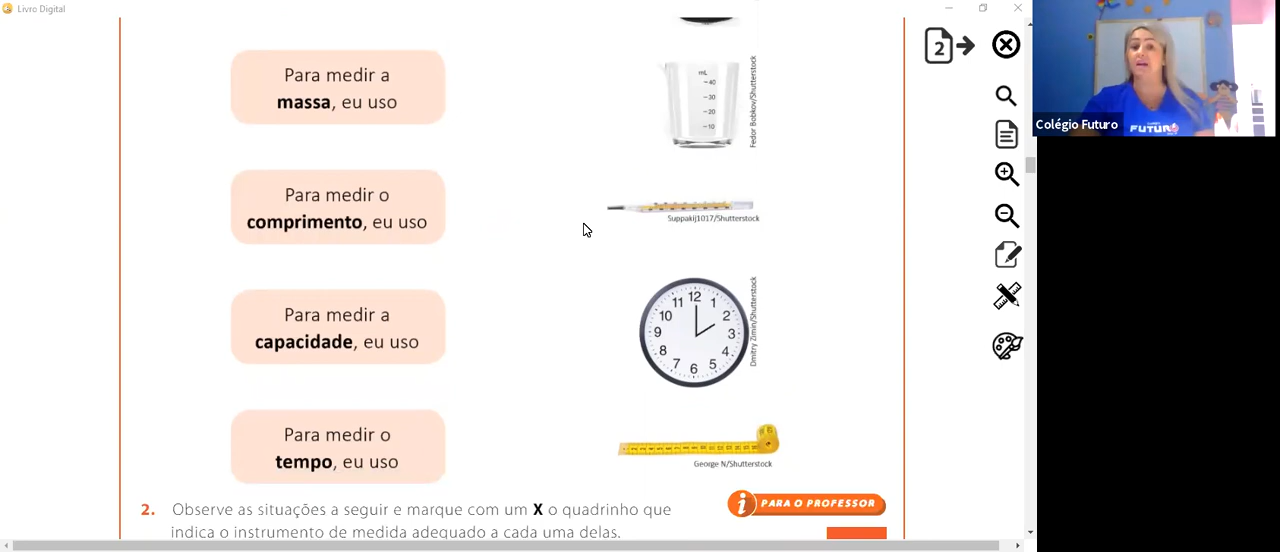 Livro Digital
Para medir a
massa, eu uso
mL
40
30
20
10
Fedor Bobkov/Shutterstock
Para medir o
comprimento, eu uso
Suppakij1017/Shutterstock
Para medir a
capacidade, eu uso
12
1
2
3
4
5
6
7
8
9
10
11
Dmitry Zimin/Shutterstock
Para medir o
tempo, eu uso
George N/Shutterstock
2. Observe as situações a seguir e marque com um X o quadrinho que
indica o instrumento de medida adequado a cada uma delas.
i PARA O PROFESSOR
2
Colégio Futuro
FUTURO